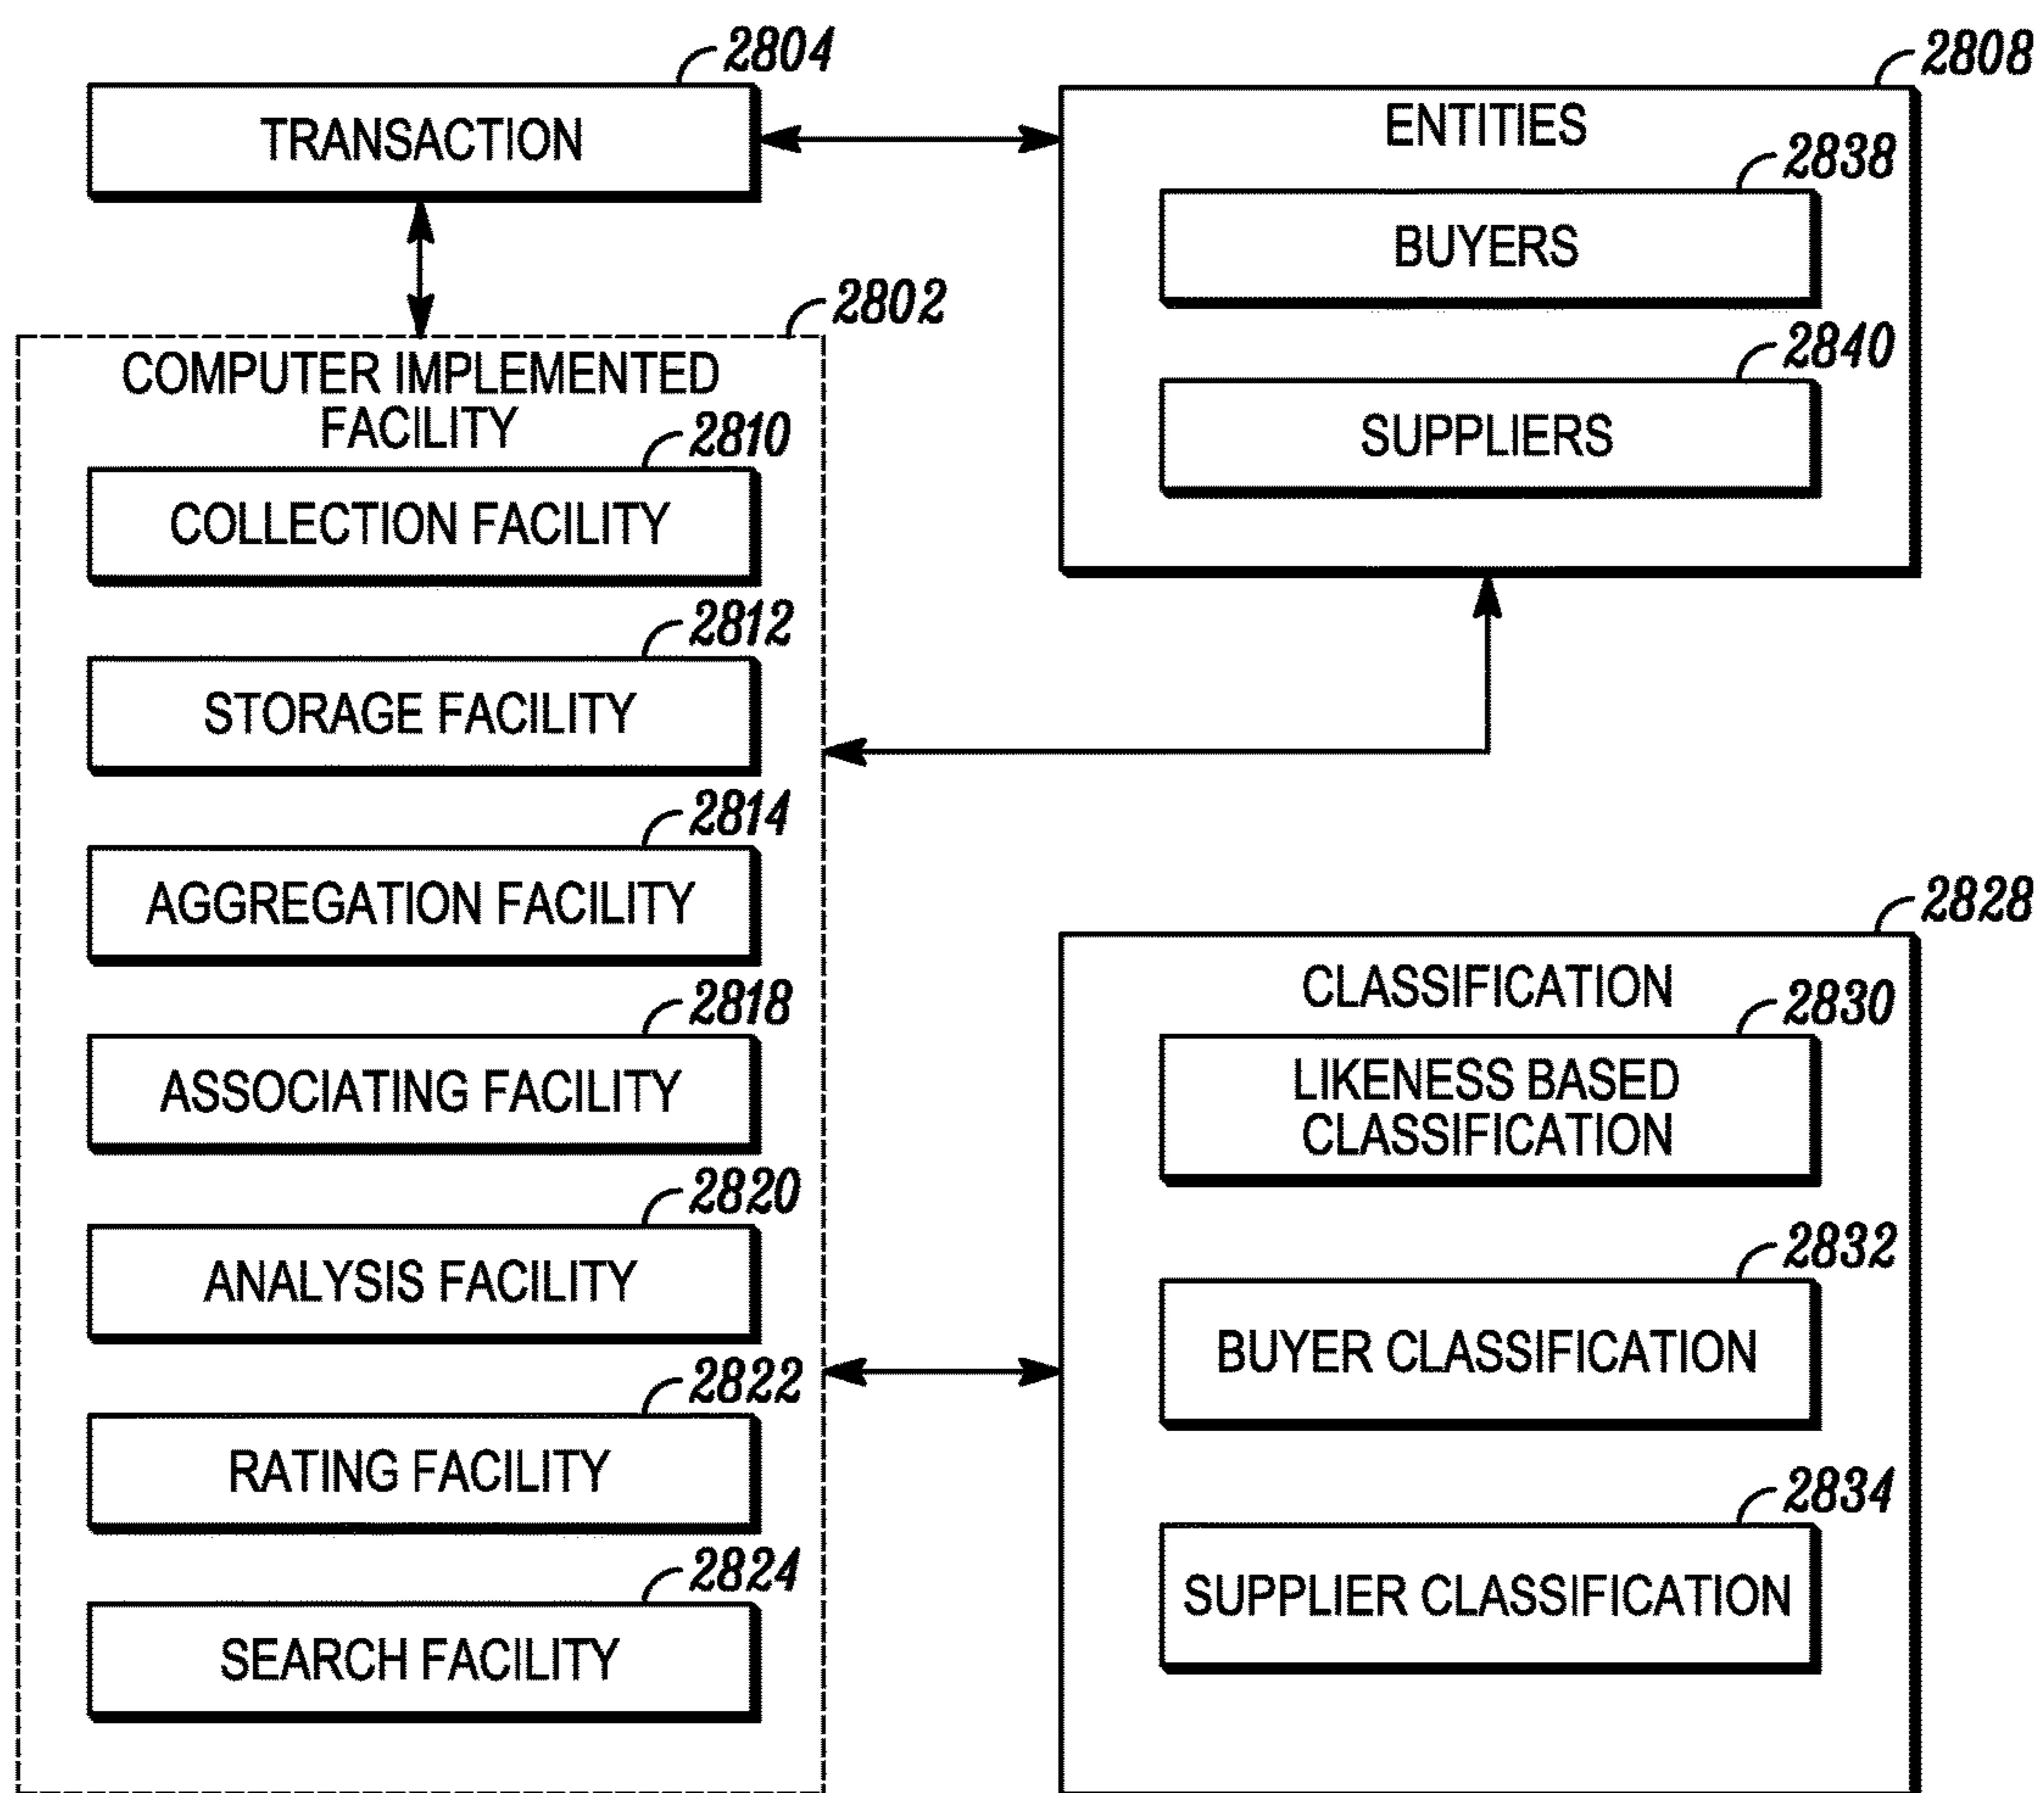 2804
TRANSACTION
2808
ENTITIES
2838
BUYERS
2840
SUPPLIERS
2802
COMPUTER IMPLEMENTED
FACILITY
2810
COLLECTION FACILITY
2812
STORAGE FACILITY
2814
AGGREGATION FACILITY
2818
ASSOCIATING FACILITY
2820
ANALYSIS FACILITY
2822
RATING FACILITY
2824
SEARCH FACILITY
2828
CLASSIFICATION
2830
LIKENESS BASED
CLASSIFICATION
2832
BUYER CLASSIFICATION
2834
SUPPLIER CLASSIFICATION